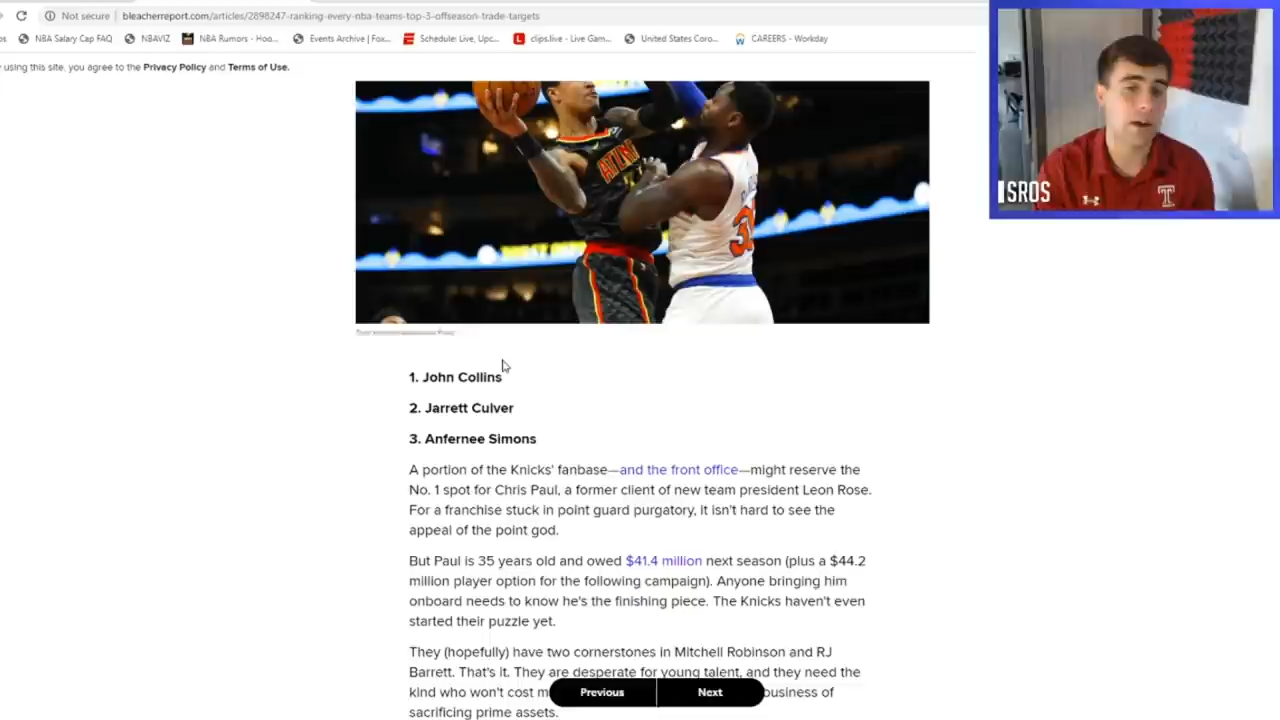 Not secure | bleacherreport.com/articles/2898247-ranking-every-nba-teams-top-3-offseason-trade-targets
NBA Salary Cap FAQ NBAVIZ NBA Rumors - Hoo... Events Archive | Fox... Schedule: Live, Upc... clips.live - Live Gam... United States Coro... CAREERS - Workday
using this site, you agree to the Privacy Policy and Terms of Use.
ATLANT
3
SROS
T
1. John Collins
2. Jarrett Culver
3. Anfernee Simons
A portion of the Knicks' fanbase—and the front office—might reserve the
No. 1 spot for Chris Paul, a former client of new team president Leon Rose.
For a franchise stuck in point guard purgatory, it isn't hard to see the
appeal of the point god.
But Paul is 35 years old and owed $41.4 million next season (plus a $44.2
million player option for the following campaign). Anyone bringing him
onboard needs to know he's the finishing piece. The Knicks haven't even
started their puzzle yet.
They (hopefully) have two cornerstones in Mitchell Robinson and RJ
Barrett. That's it. They are desperate for young talent, and they need the
kind who won't cost m business of
Previous Next
sacrificing prime assets.